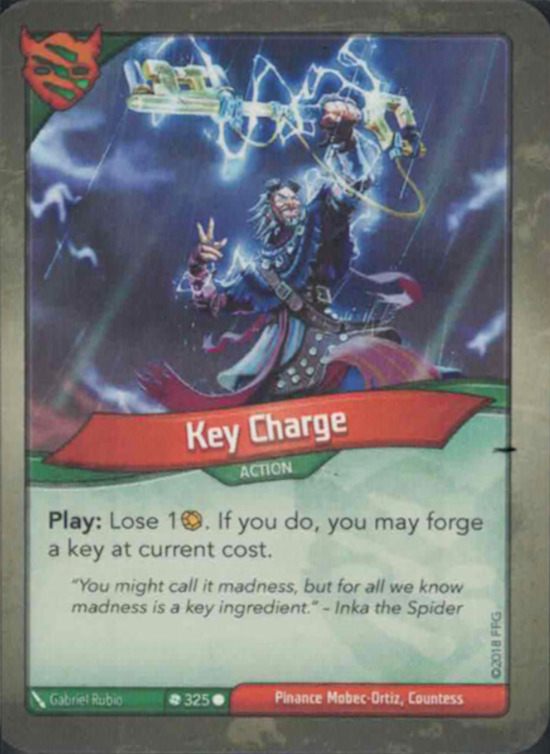 Key Charge
ACTION
Play: Lose 1. If you do, you may forge
a key at current cost.
"You might call it madness, but for all we know
madness is a key ingredient." - Inka the Spider
©2018 FFG
Gabriel Rubio
325
Pinance Mobec-Ortiz, Countess